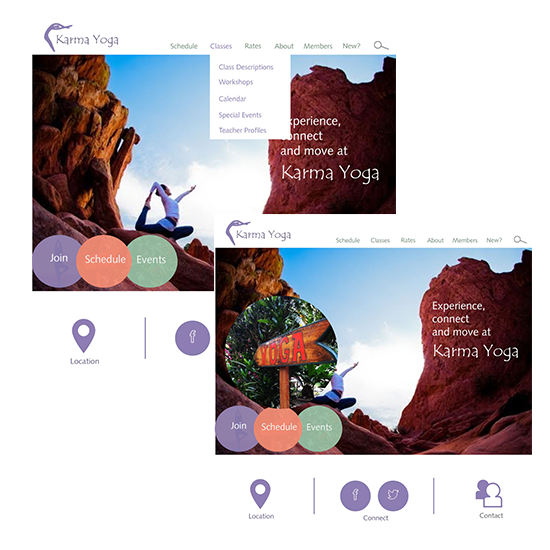 Karma Yoga
Schedule Classes Rates About Members New?
Class Descriptions
Workshops
Calendar
Special Events
Teacher Profiles
Experience,
connect
and move at
Karma Yoga
Join Schedule Events
Location
f
Karma Yoga
Schedule Classes Rates About Members New?
Experience,
connect
and move at
Karma Yoga
YOGA
Join Schedule Events
f
Location Connect Contact